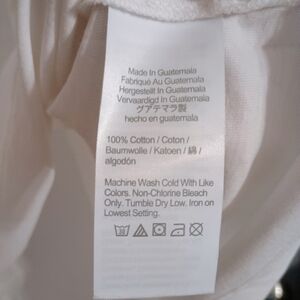 Made In Guatemala
Fabriqué Au Guatemala
Hergestellt In Guatemala
Vervaardigd In Guatemala
グアテマラ製
hecho en guatemala
100% Cotton / Coton /
Baumwolle / Katoen / 綿 /
algodón
Machine Wash Cold With Like
Colors. Non-Chlorine Bleach
Only. Tumble Dry Low. Iron on
Lowest Setting.